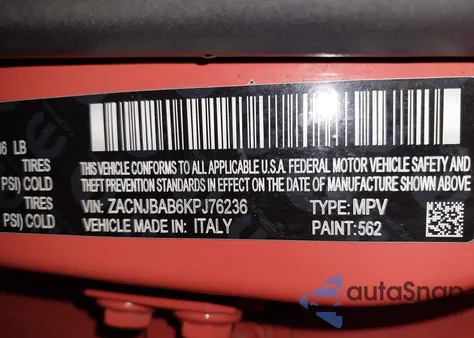 06 LB
TIRES
PSI) COLD
TIRES
PSI) COLD
THIS VEHICLE CONFORMS TO ALL APPLICABLE U.S.A. FEDERAL MOTOR VEHICLE SAFETY AND
THEFT PREVENTION STANDARDS IN EFFECT ON THE DATE OF MANUFACTURE SHOWN ABOVE.
VIN: ZACNJBAB6KPJ76236 TYPE: MPV
VEHICLE MADE IN: ITALY PAINT: 562
autoSnap